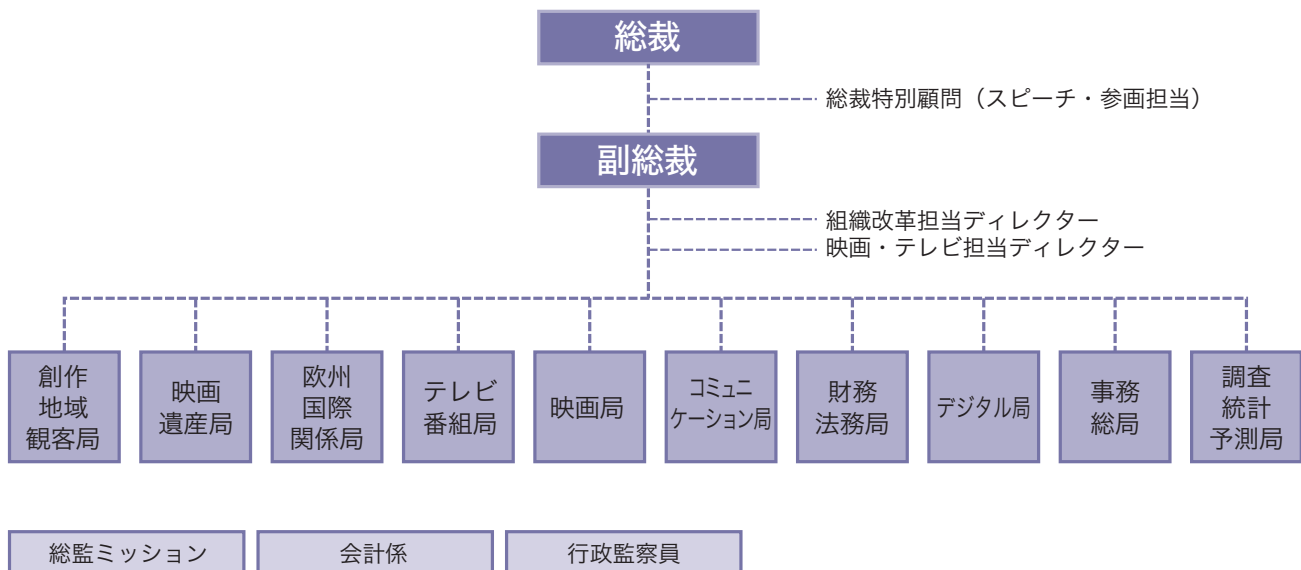 総裁
総裁特別顧問（スピーチ・参画担当）
副総裁
組織改革担当ディレクター
映画・テレビ担当ディレクター
創作
地域
観客局
映画
遺産局
欧州
国際
関係局
テレビ
番組局
映画局
コミュニ
ケーション局
財務
法務局
デジタル局
事務
総局
調査
統計
予測局
総監ミッション
会計係
行政監察員